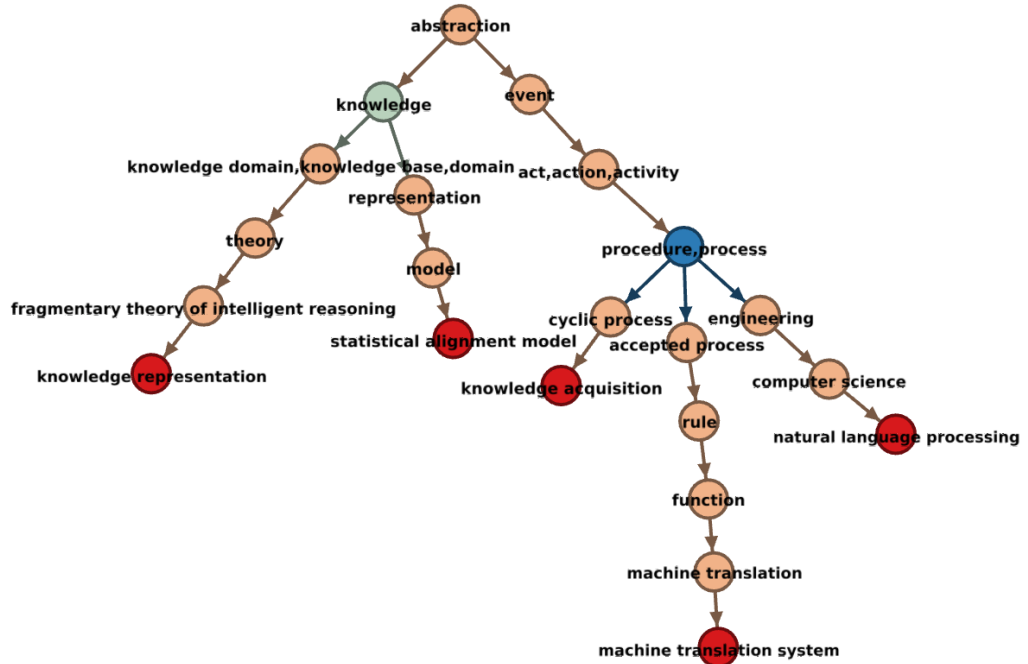 abstraction
event
knowledge
knowledge domain,knowledge base,domain
act,action,activity
representation
theory
procedure,process
model
fragmentary theory of intelligent reasoning
cyclic process
engineering
statistical alignment model
accepted process
knowledge representation
computer science
knowledge acquisition
rule
natural language processing
function
machine translation
machine translation system